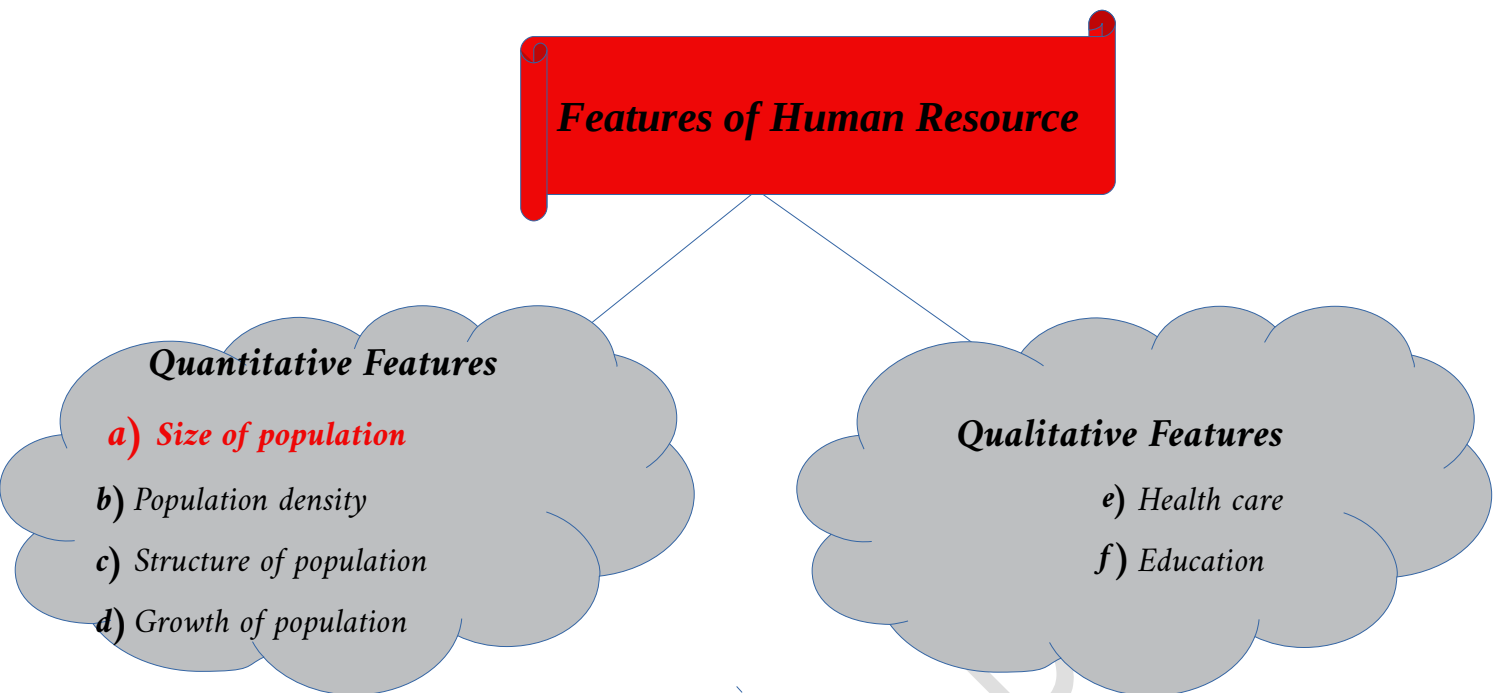 Features of Human Resource
Quantitative Features
a) Size of population
b) Population density
c) Structure of population
d) Growth of population
Qualitative Features
e) Health care
f) Education